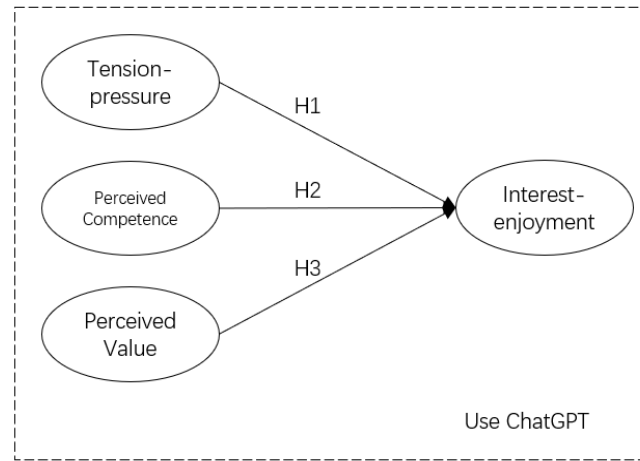 Tension-
pressure
H1
Perceived
Competence
H2
Interest-
enjoyment
H3
Perceived
Value
Use ChatGPT